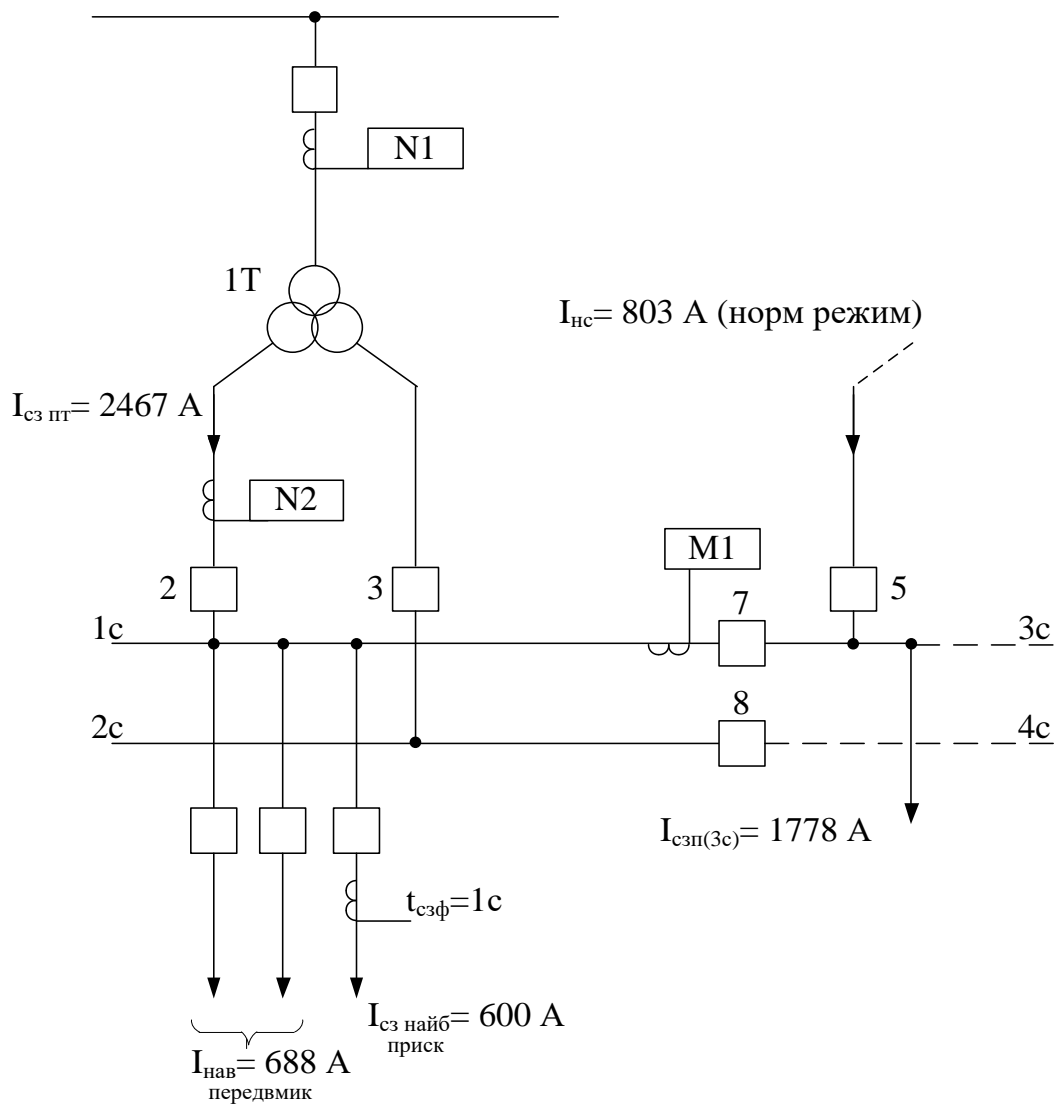 N1
1T
Iнс= 803 А (норм режим)
Iсз пт= 2467 А
N2
M1
2
3
7
5
1с
3с
8
2с
4с
Iсзп(3с)= 1778 А
tсзф=1с
Iсз найб= 600 А
приск
Iнав= 688 А
передвмик